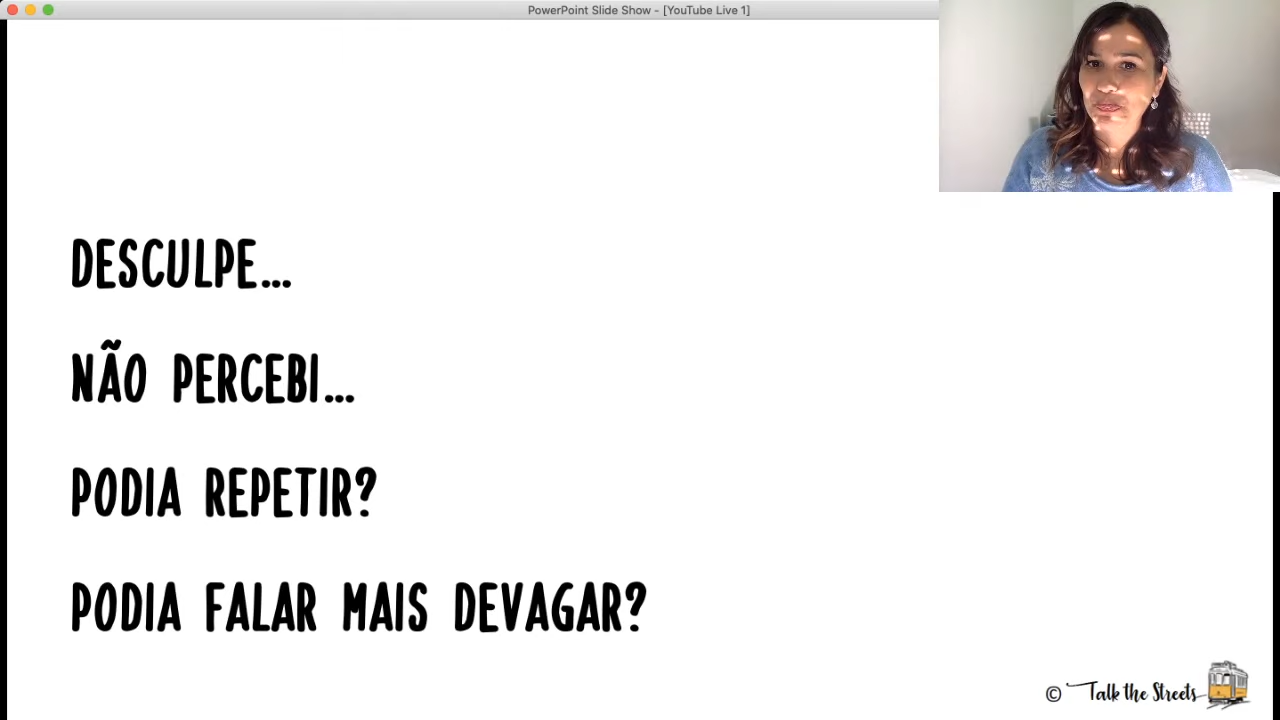 PowerPoint Slide Show - [YouTube Live 1]
DESCULPE...
NÃO PERCEBI...
PODIA REPETIR?
PODIA FALAR MAIS DEVAGAR?
© Talk the Streets